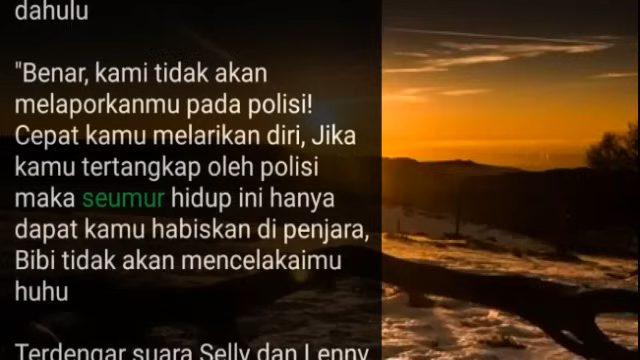 dahulu
"Benar, kami tidak akan
melaporkanmu pada polisi!
Cepat kamu melarikan diri, Jika
kamu tertangkap oleh polisi
maka seumur hidup ini hanya
dapat kamu habiskan di penjara,
Bibi tidak akan mencelakaimu
huhu
Terdengar suara Selly dan Lenny